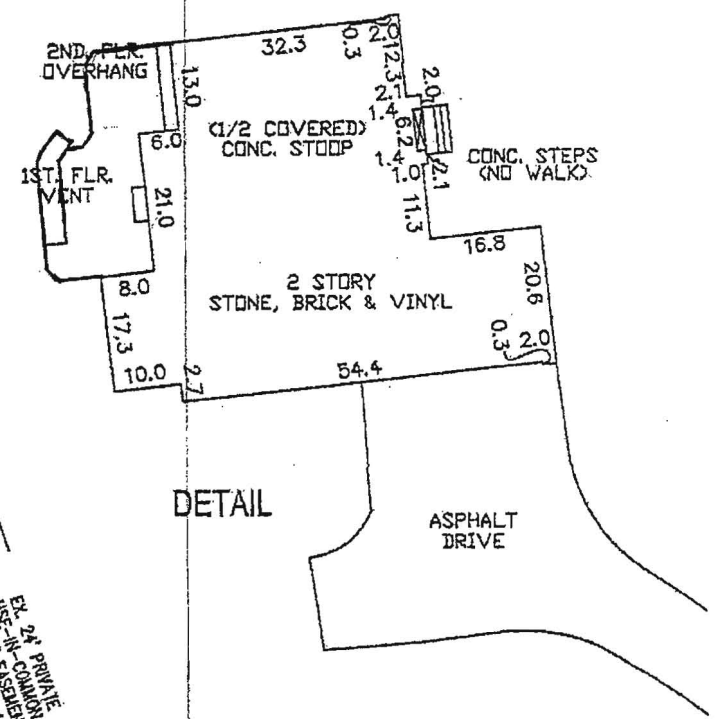 32.3
0.3
2.0
2ND. FLR.
OVERHANG
13.0
12.3
2.1
2.0
1.4
6.2
(1/2 COVERED)
CONC. STOOP
6.0
1.4
1.0
2.1
CONC. STEPS
(NO WALK)
1ST. FLR.
VENT
21.0
11.3
16.8
8.0
2 STORY
STONE, BRICK & VINYL
20.6
17.3
0.3
2.0
10.0
2.7
54.4
DETAIL
ASPHALT
DRIVE
EX. 24' PRIVATE
USE-IN-COMMON
EASEMENT